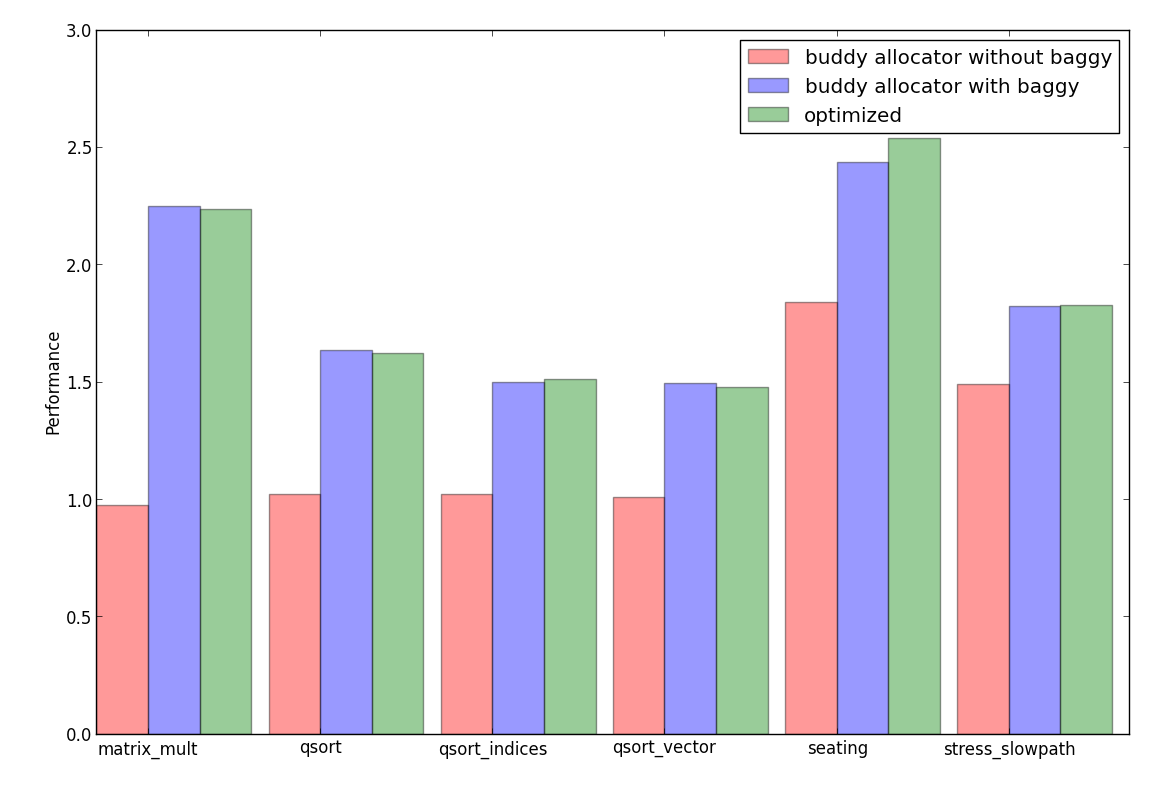 3.0
2.5
2.0
1.5
1.0
0.5
0.0
Performance
buddy allocator without baggy
buddy allocator with baggy
optimized
matrix_mult
qsort
qsort_indices
qsort_vector
seating
stress_slowpath